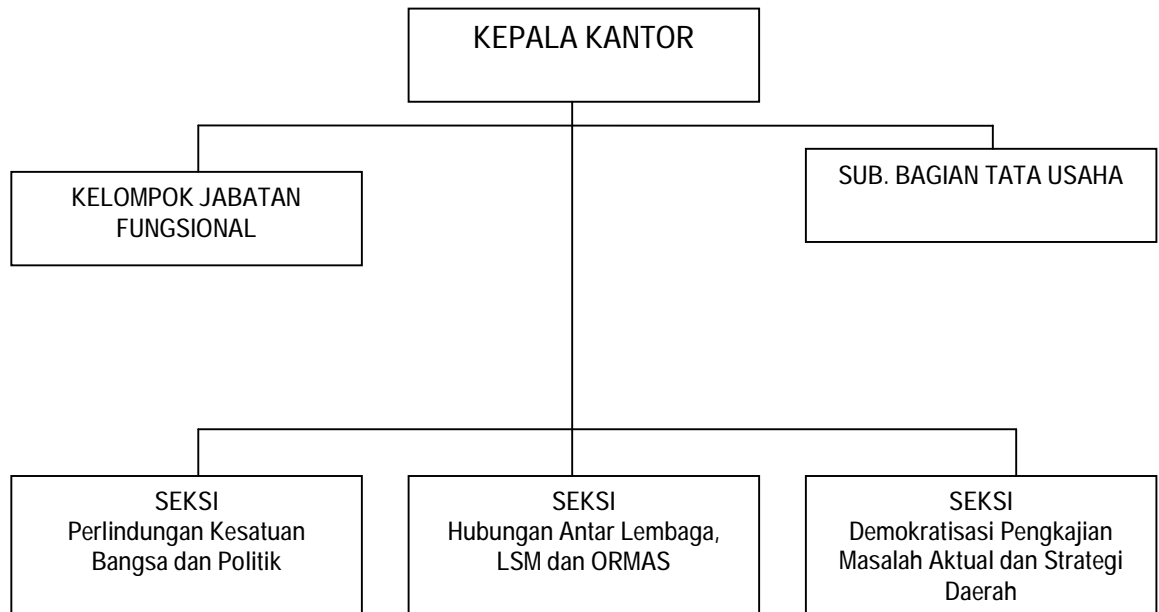 KEPALA KANTOR
KELOMPOK JABATAN
FUNGSIONAL
SUB. BAGIAN TATA USAHA
SEKSI
Perlindungan Kesatuan
Bangsa dan Politik
SEKSI
Hubungan Antar Lembaga,
LSM dan ORMAS
SEKSI
Demokratisasi Pengkajian
Masalah Aktual dan Strategi
Daerah